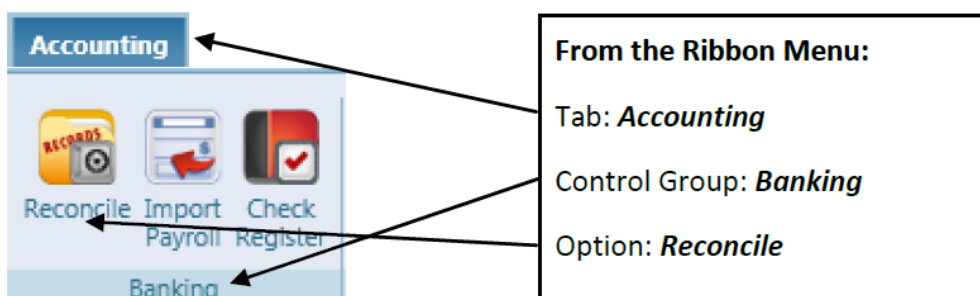 Accounting
RECORDS
Reconcile Import Check
Payroll Register
Banking
From the Ribbon Menu:
Tab: Accounting
Control Group: Banking
Option: Reconcile